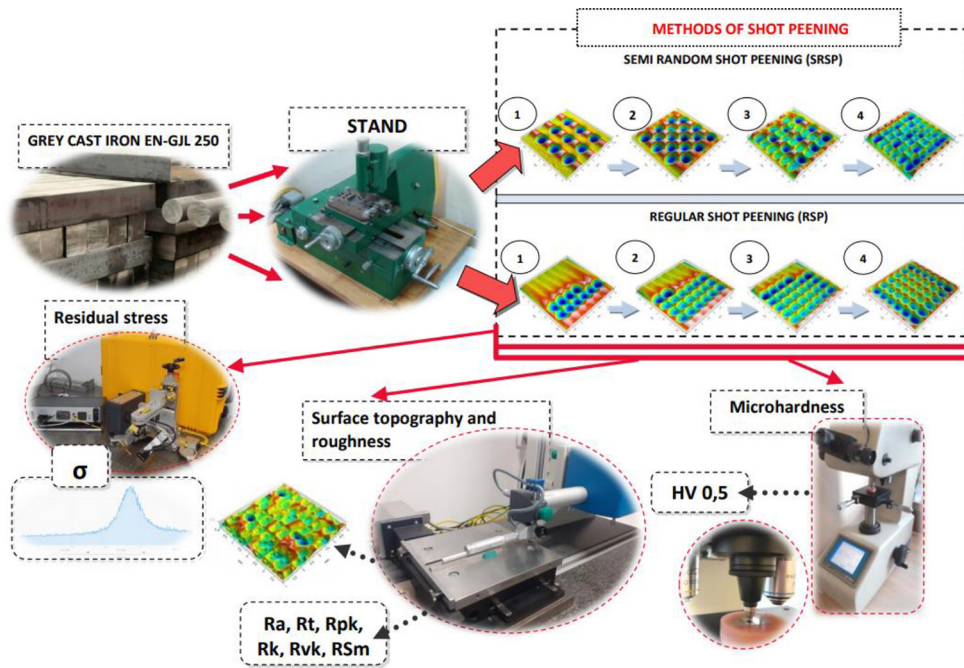 METHODS OF SHOT PEENING
SEMI RANDOM SHOT PEENING (SRSP)
1
2
3
4
GREY CAST IRON EN-GJL 250
STAND
REGULAR SHOT PEENING (RSP)
1
2
3
4
Residual stress
σ
Surface topography and
roughness
Microhardness
HV 0,5
Ra, Rt, Rpk,
Rk, Rvk, RSm